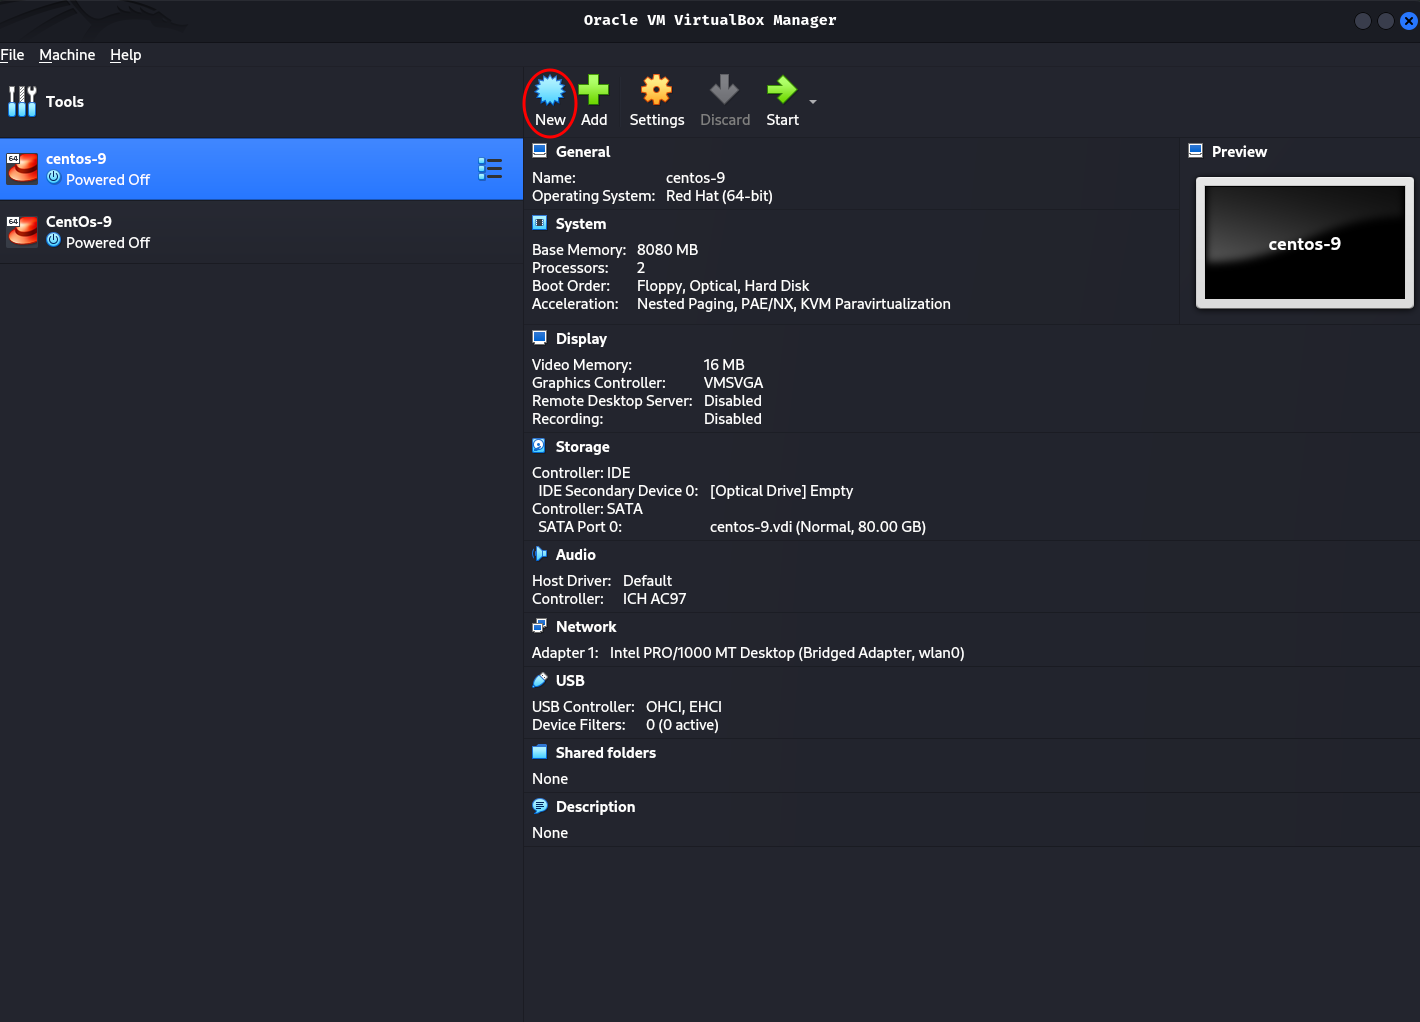 Oracle VM VirtualBox Manager
File Machine Help
Tools
New Add Settings Discard Start
64
centos-9
Powered Off
64
CentOs-9
Powered Off
General
Name: centos-9
Operating System: Red Hat (64-bit)
Preview
centos-9
System
Base Memory: 8080 MB
Processors: 2
Boot Order: Floppy, Optical, Hard Disk
Acceleration: Nested Paging, PAE/NX, KVM Paravirtualization
Display
Video Memory: 16 MB
Graphics Controller: VMSVGA
Remote Desktop Server: Disabled
Recording: Disabled
Storage
Controller: IDE
IDE Secondary Device 0: [Optical Drive] Empty
Controller: SATA
SATA Port 0: centos-9.vdi (Normal, 80.00 GB)
Audio
Host Driver: Default
Controller: ICH AC97
Network
Adapter 1: Intel PRO/1000 MT Desktop (Bridged Adapter, wlan0)
USB
USB Controller: OHCI, EHCI
Device Filters: 0 (0 active)
Shared folders
None
Description
None